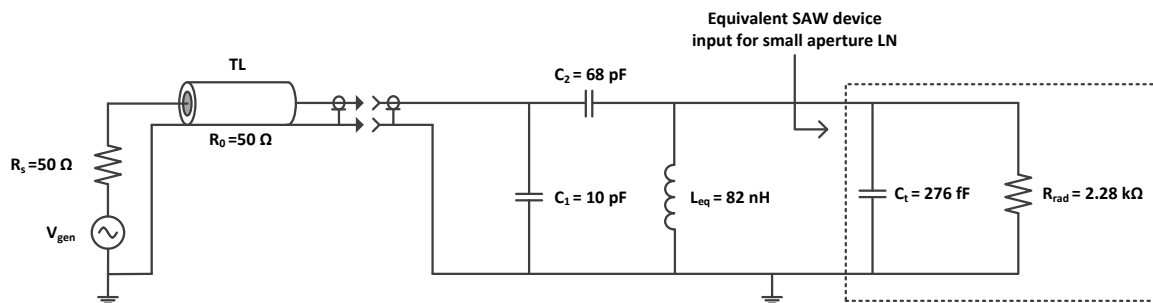 Equivalent SAW device
input for small aperture LN
TL
C₂ = 68 pF
R₀ =50 Ω
Rₛ =50 Ω
C₁ = 10 pF
L_eq = 82 nH
Cₜ = 276 fF
R_rad = 2.28 kΩ
V_gen